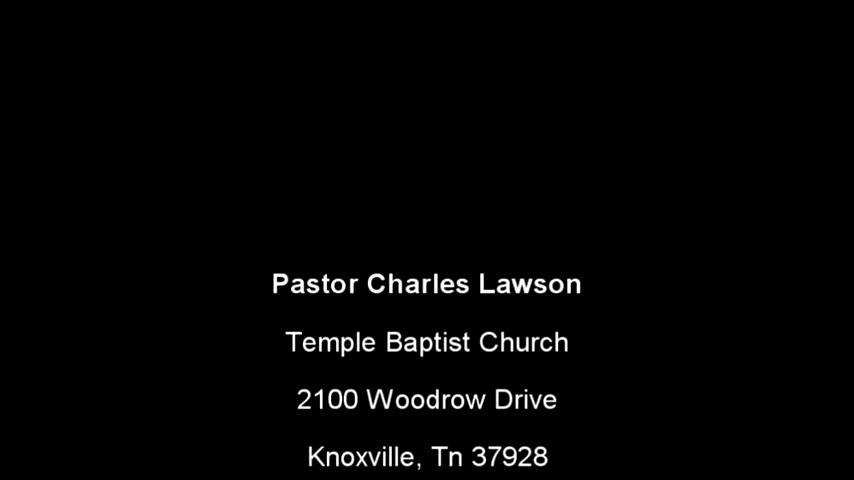 Pastor Charles Lawson
Temple Baptist Church
2100 Woodrow Drive
Knoxville, Tn 37928